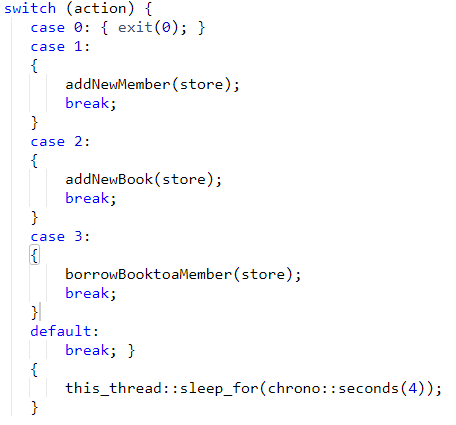 switch (action) {
case 0: { exit(0); }
case 1:
{
addNewMember(store);
break;
}
case 2:
{
addNewBook(store);
break;
}
case 3:
{
borrowBooktoaMember(store);
break;
}
default:
break; }
{
this_thread::sleep_for(chrono::seconds(4));
}